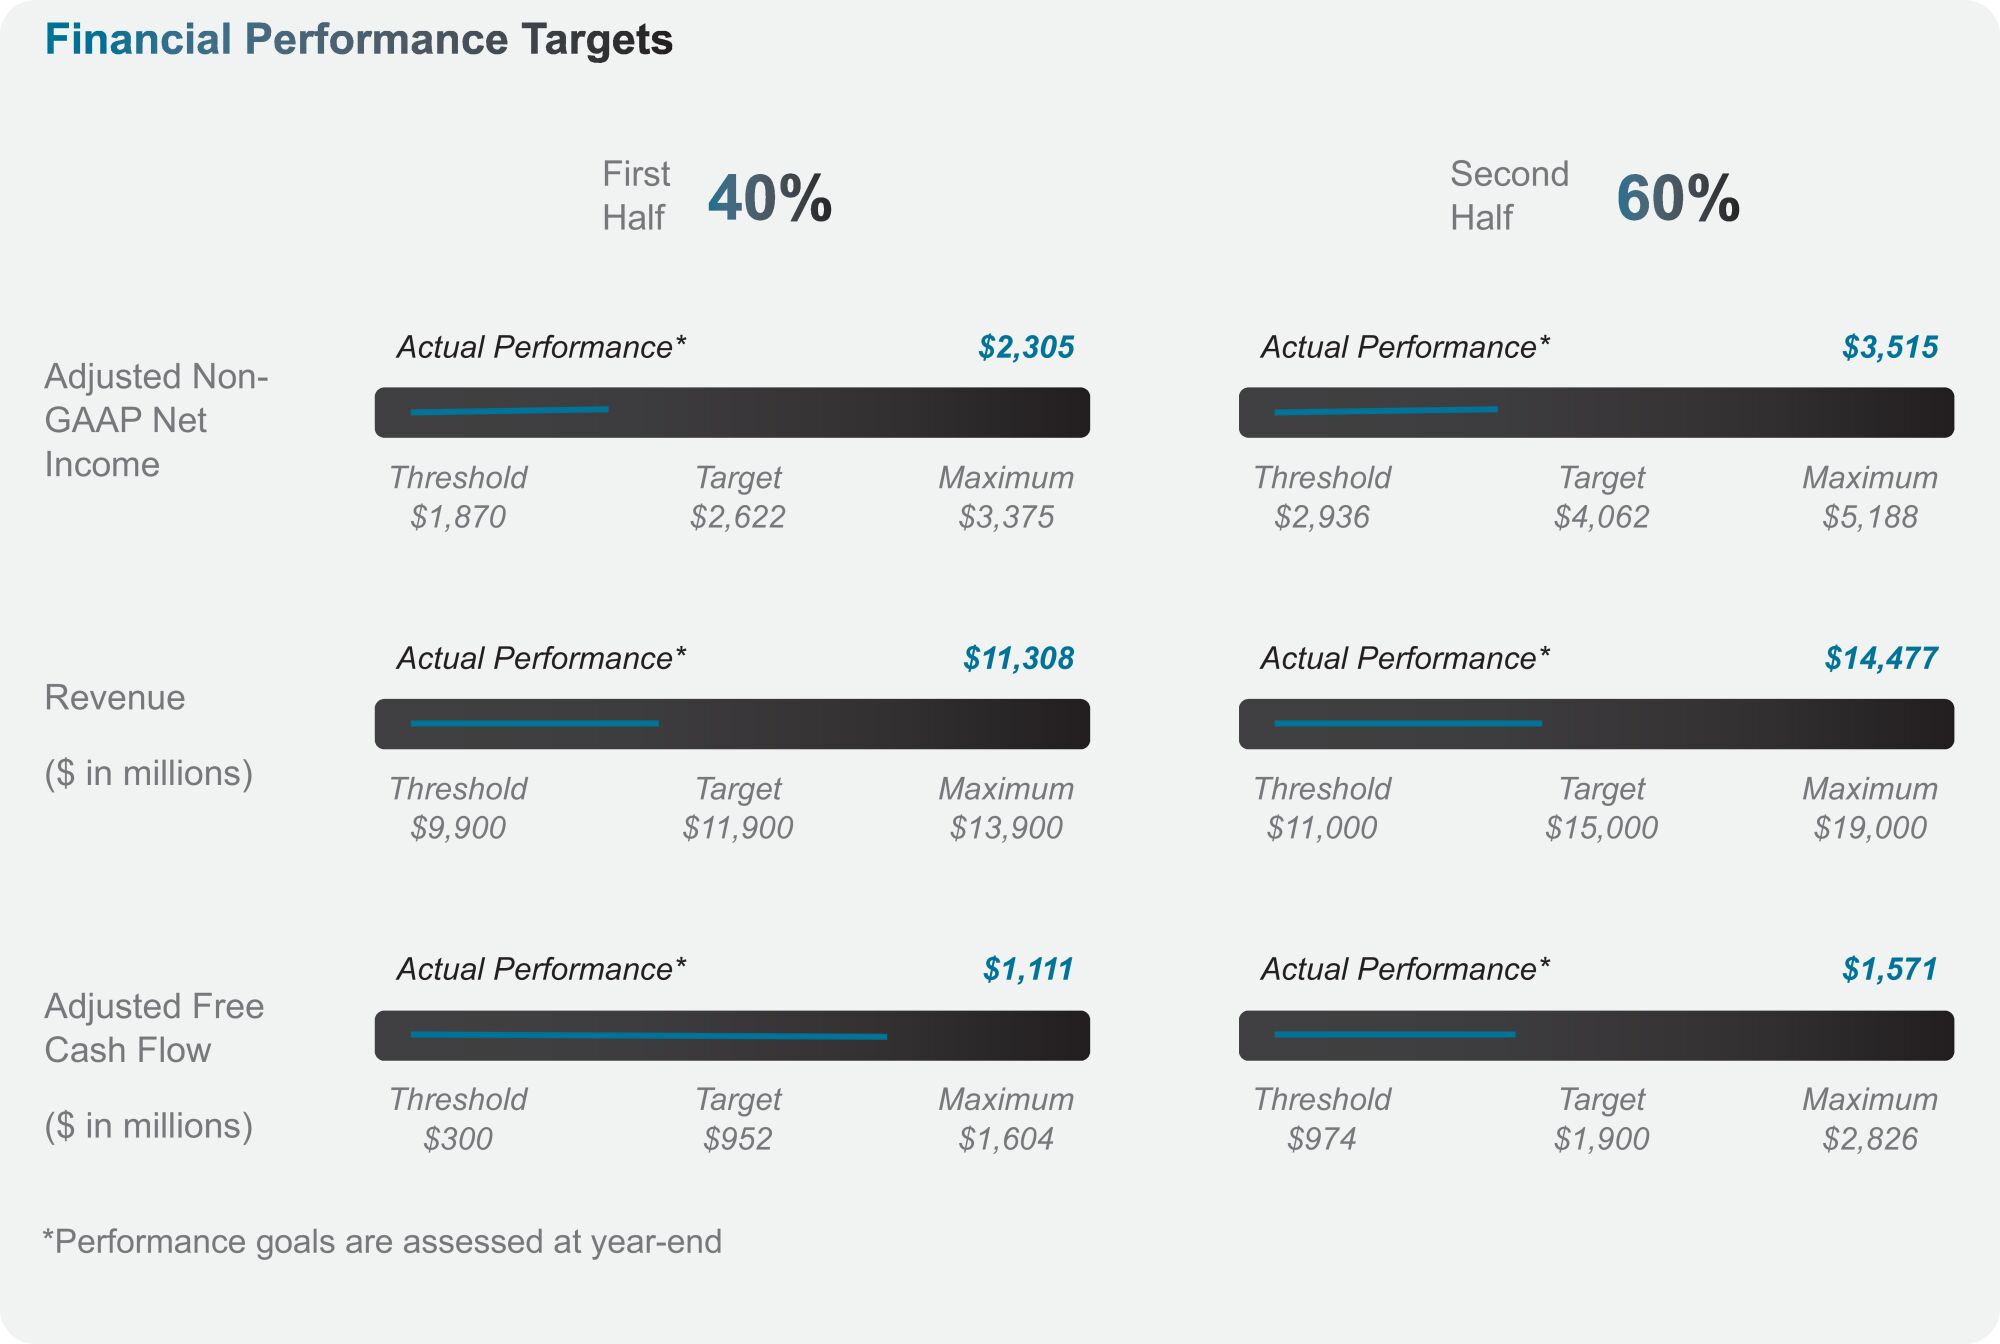 Financial Performance Targets
First
Half
40%
Second
Half
60%
Adjusted Non-
GAAP Net
Income
Actual Performance* $2,305
Threshold Target Maximum
$1,870 $2,622 $3,375
Actual Performance* $3,515
Threshold Target Maximum
$2,936 $4,062 $5,188
Revenue
($ in millions)
Actual Performance* $11,308
Threshold Target Maximum
$9,900 $11,900 $13,900
Actual Performance* $14,477
Threshold Target Maximum
$11,000 $15,000 $19,000
Adjusted Free
Cash Flow
($ in millions)
Actual Performance* $1,111
Threshold Target Maximum
$300 $952 $1,604
Actual Performance* $1,571
Threshold Target Maximum
$974 $1,900 $2,826
*Performance goals are assessed at year-end